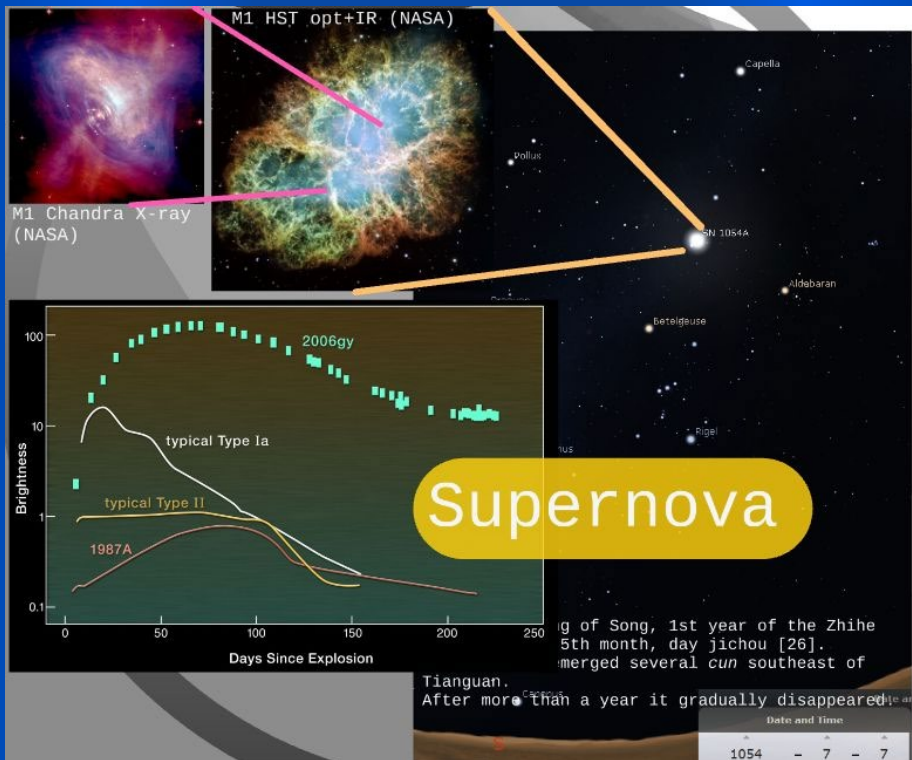 M1 HST opt+IR (NASA)
Capella
Pollux
M1 Chandra X-ray
(NASA)
SN 1054A
Aldebaran
Betelgeuse
100
2006gy
Rigel
10
typical Type Ia
Brightness
typical Type II
Supernova
1
1987A
0.1
0 50 100 150 200 250
Days Since Explosion
g of Song, 1st year of the Zhihe
5th month, day jichou [26].
emerged several cun southeast of
Tianguan.
After more than a year it gradually disappeared.
Canopus
S
Date and Time
1054 - 7 - 7